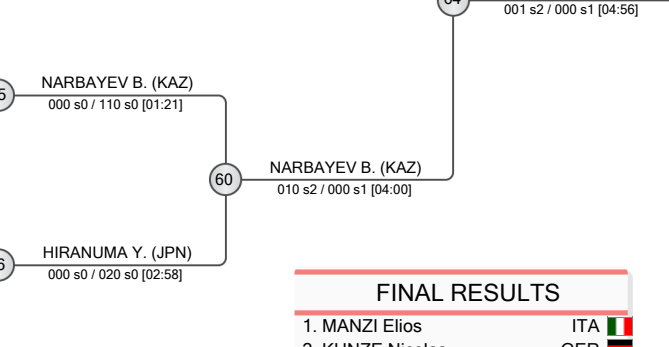 001 s2 / 000 s1 [04:56]
NARBAYEV B. (KAZ)
000 s0 / 110 s0 [01:21]
60
NARBAYEV B. (KAZ)
010 s2 / 000 s1 [04:00]
HIRANUMA Y. (JPN)
000 s0 / 020 s0 [02:58]
FINAL RESULTS
1. MANZI Elios ITA